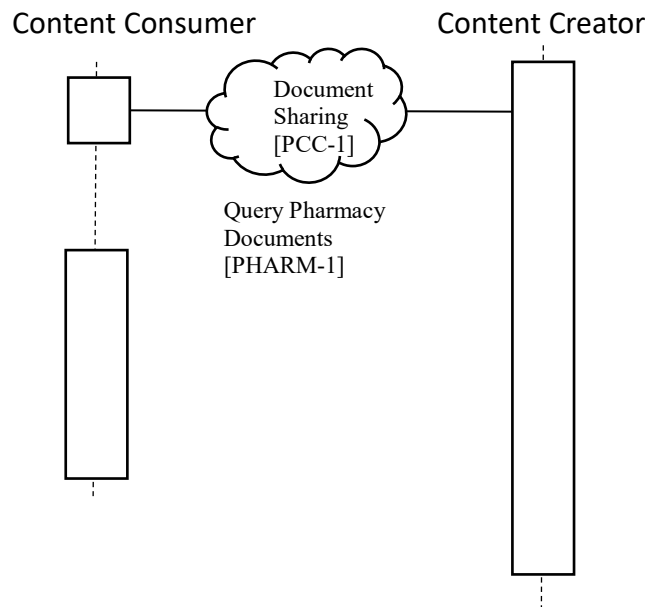 Content Consumer
Content Creator
Document
Sharing
[PCC-1]
Query Pharmacy
Documents
[PHARM-1]